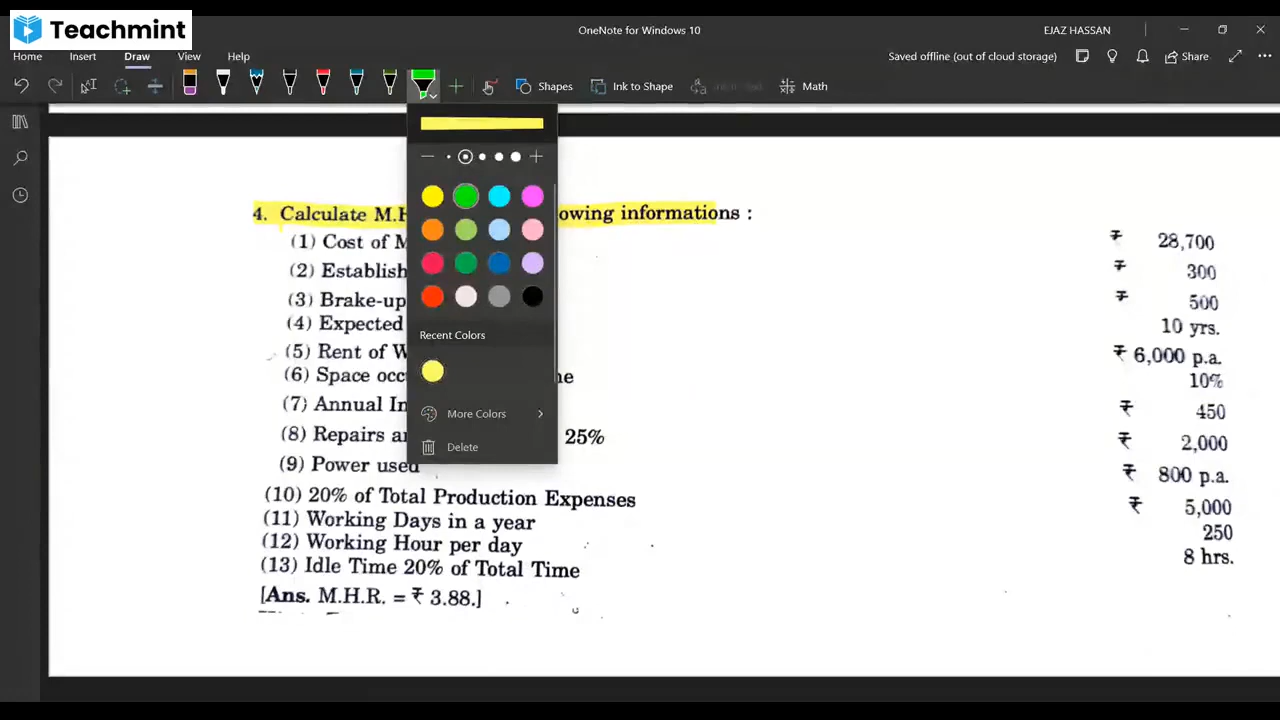 Teachmint
OneNote for Windows 10
EJAZ HASSAN
Home Insert Draw View Help
Saved offline (out of cloud storage)
Share
Shapes
Ink to Shape
Math
4. Calculate M.H owing informations :
(1) Cost of M ₹ 28,700
(2) Establish ₹ 300
(3) Brake-up ₹ 500
(4) Expected 10 yrs.
(5) Rent of W ₹ 6,000 p.a.
(6) Space occ ne 10%
(7) Annual In ₹ 450
(8) Repairs an 25% ₹ 2,000
(9) Power used ₹ 800 p.a.
(10) 20% of Total Production Expenses ₹ 5,000
(11) Working Days in a year 250
(12) Working Hour per day 8 hrs.
(13) Idle Time 20% of Total Time
[Ans. M.H.R. = ₹ 3.88.]
Recent Colors
More Colors
Delete